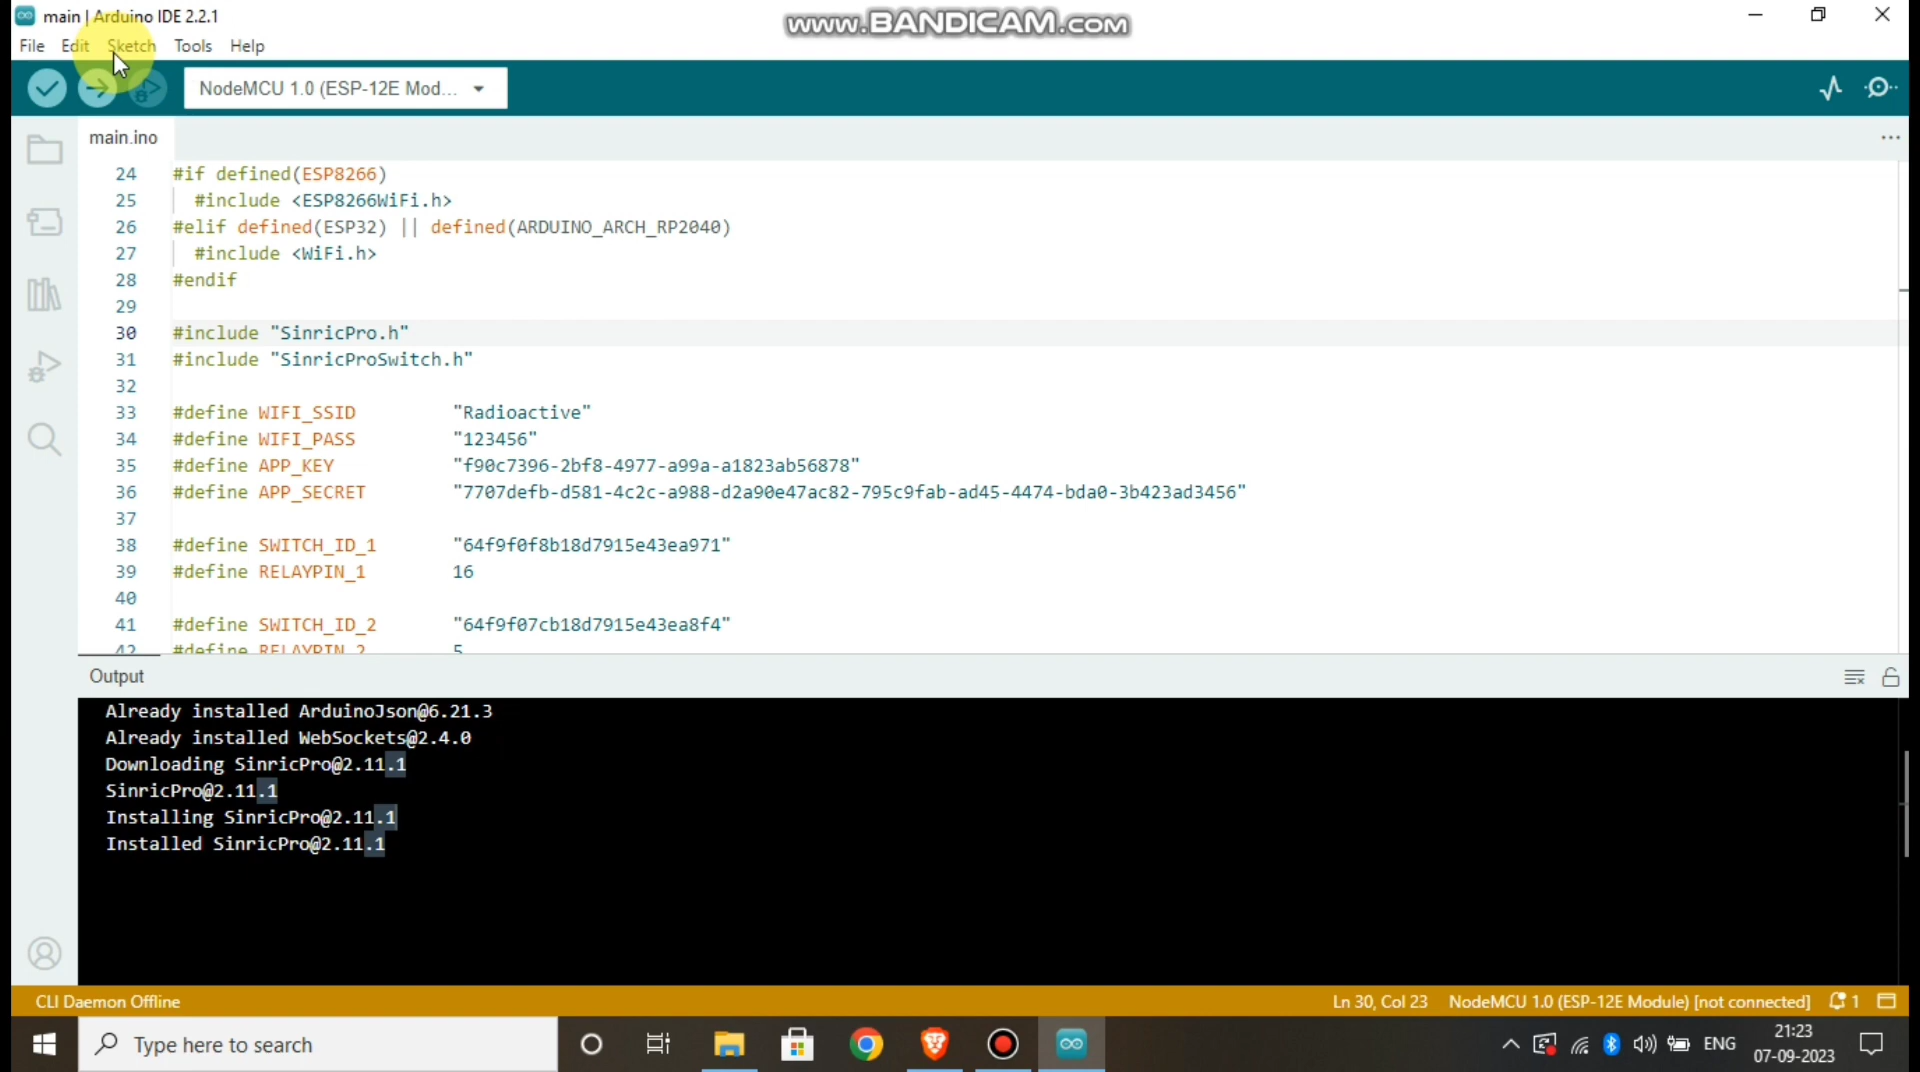 main | Arduino IDE 2.2.1
www.BANDICAM.com
File Edit Sketch Tools Help
NodeMCU 1.0 (ESP-12E Mod...
main.ino
24 #if defined(ESP8266)
25 #include <ESP8266WiFi.h>
26 #elif defined(ESP32) || defined(ARDUINO_ARCH_RP2040)
27 #include <WiFi.h>
28 #endif
29
30 #include "SinricPro.h"
31 #include "SinricProSwitch.h"
32
33 #define WIFI_SSID "Radioactive"
34 #define WIFI_PASS "123456"
35 #define APP_KEY "f90c7396-2bf8-4977-a99a-a1823ab56878"
36 #define APP_SECRET "7707defb-d581-4c2c-a988-d2a90e47ac82-795c9fab-ad45-4474-bda0-3b423ad3456"
37
38 #define SWITCH_ID_1 "64f9f0f8b18d7915e43ea971"
39 #define RELAYPIN_1 16
40
41 #define SWITCH_ID_2 "64f9f07cb18d7915e43ea8f4"
42 #define RELAYPIN_2 5
Output
Already installed ArduinoJson@6.21.3
Already installed WebSockets@2.4.0
Downloading SinricPro@2.11.1
SinricPro@2.11.1
Installing SinricPro@2.11.1
Installed SinricPro@2.11.1
CLI Daemon Offline
Ln 30, Col 23 NodeMCU 1.0 (ESP-12E Module) [not connected] 1
Type here to search
ENG
21:23
07-09-2023